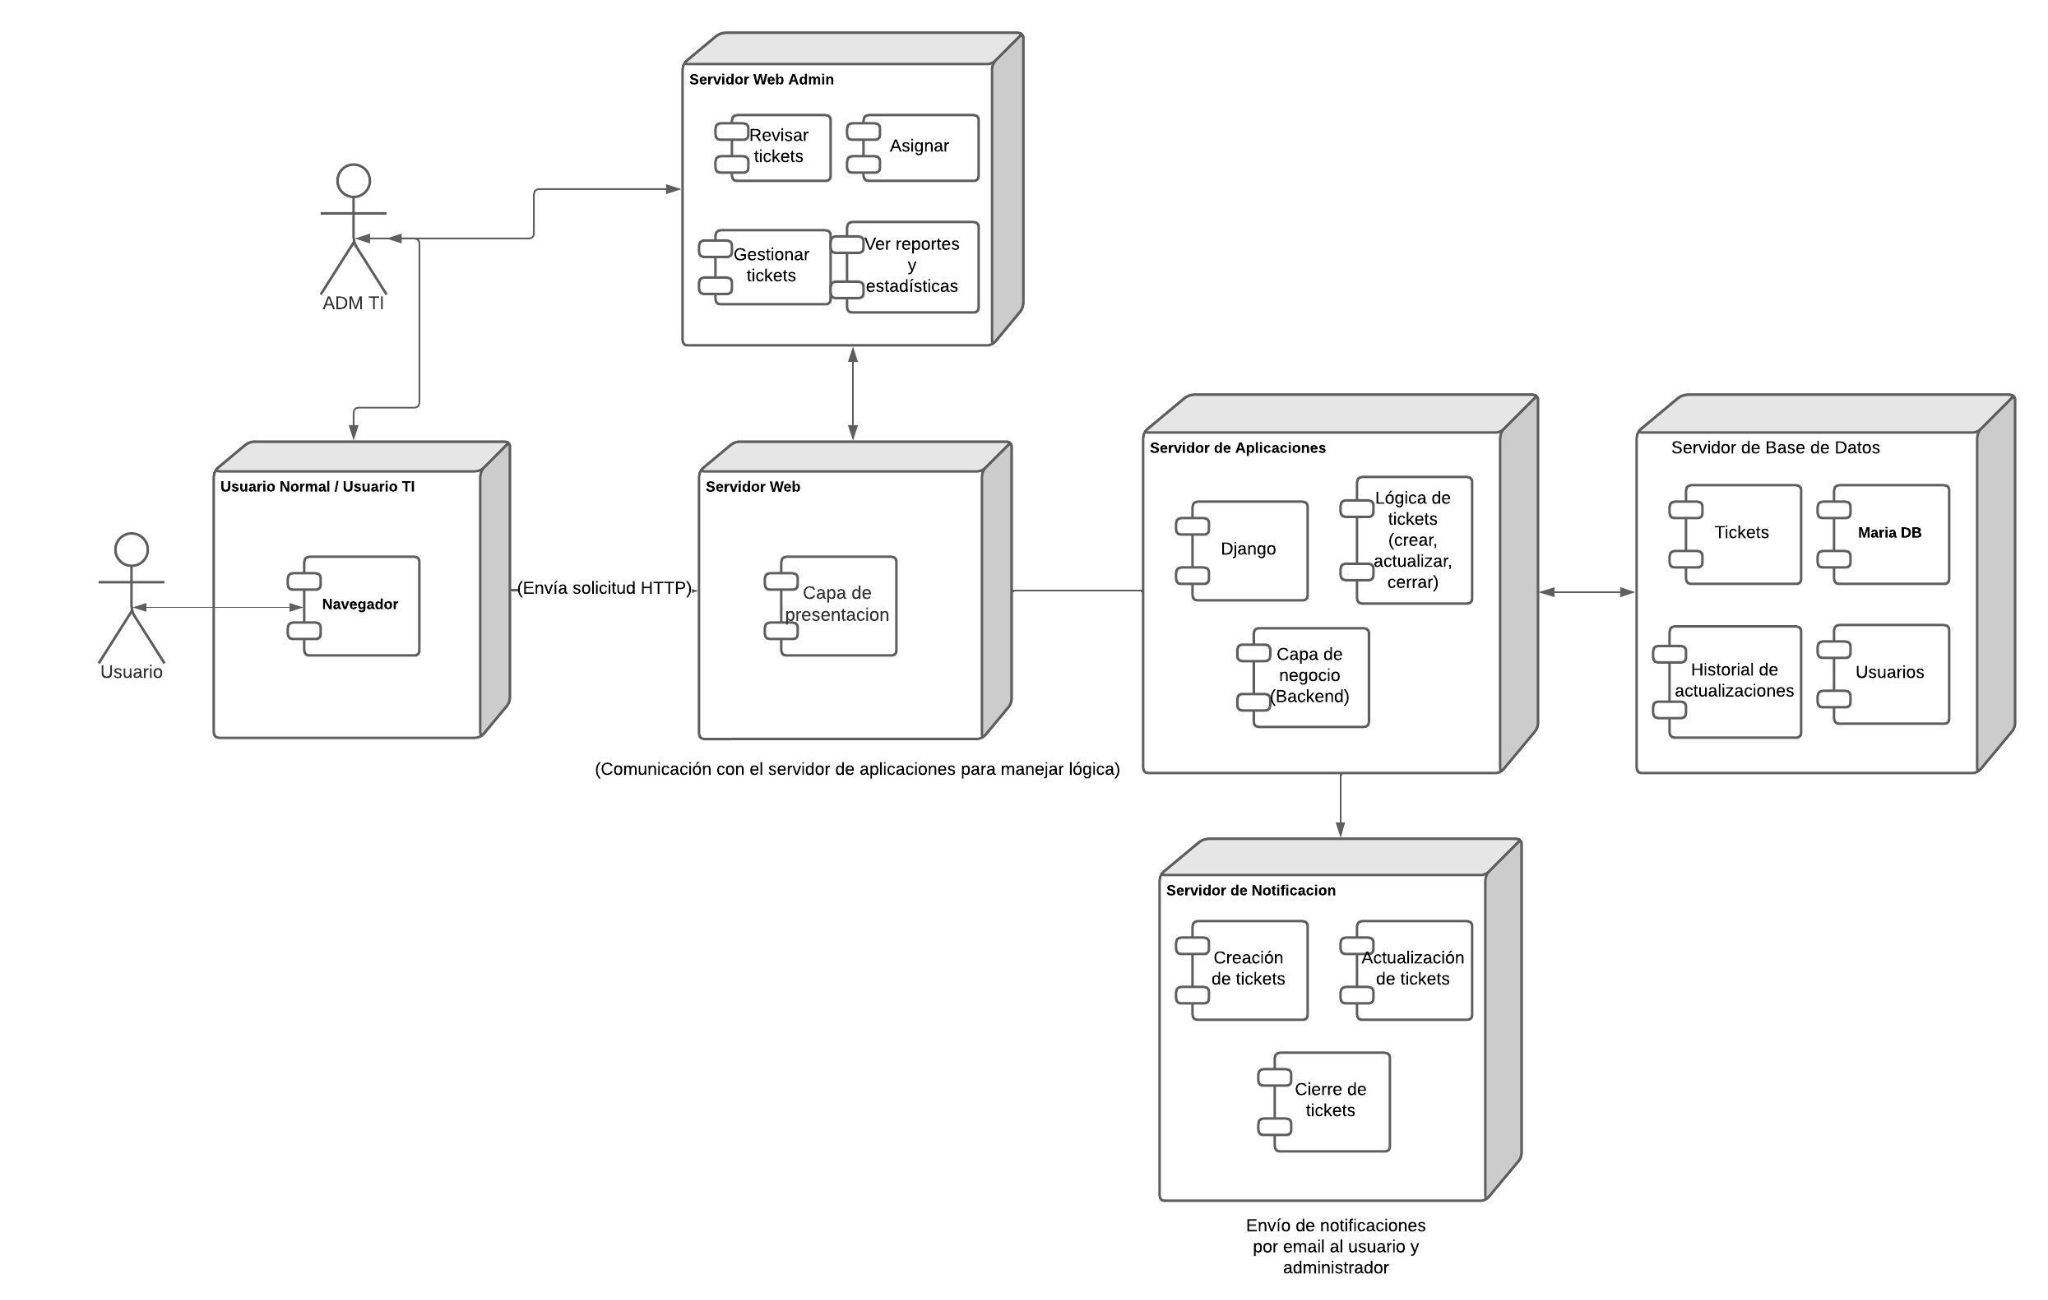 Servidor Web Admin
Revisar
tickets
Asignar
Gestionar
tickets
Ver reportes
y
estadísticas
ADM TI
Usuario Normal / Usuario TI
Navegador
Usuario
(Envía solicitud HTTP)
Servidor Web
Capa de
presentacion
(Comunicación con el servidor de aplicaciones para manejar lógica)
Servidor de Aplicaciones
Django
Lógica de
tickets
(crear,
actualizar,
cerrar)
Capa de
negocio
(Backend)
Servidor de Base de Datos
Tickets
Maria DB
Historial de
actualizaciones
Usuarios
Servidor de Notificacion
Creación
de tickets
Actualización
de tickets
Cierre de
tickets
Envío de notificaciones
por email al usuario y
administrador